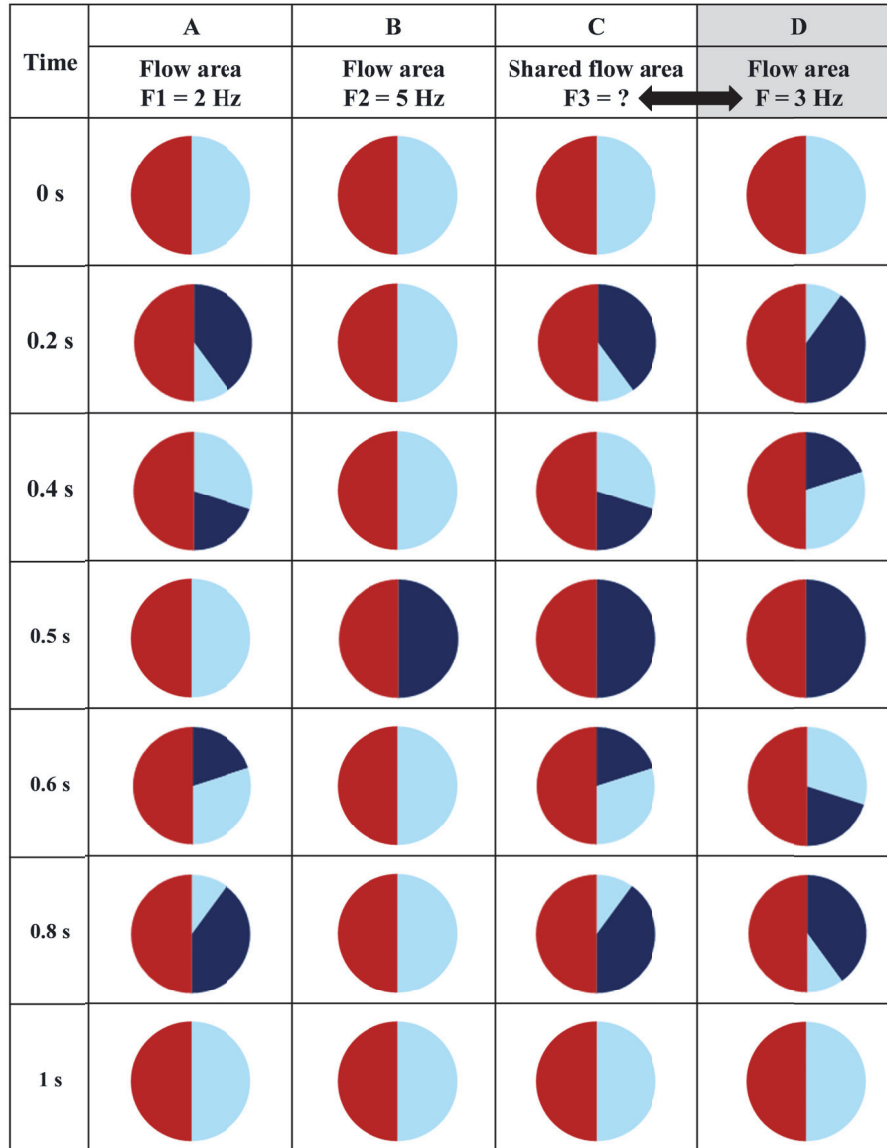 A B C D
Time
Flow area Flow area Shared flow area Flow area
F1 = 2 Hz F2 = 5 Hz F3 = ? F = 3 Hz
0 s
0.2 s
0.4 s
0.5 s
0.6 s
0.8 s
1 s